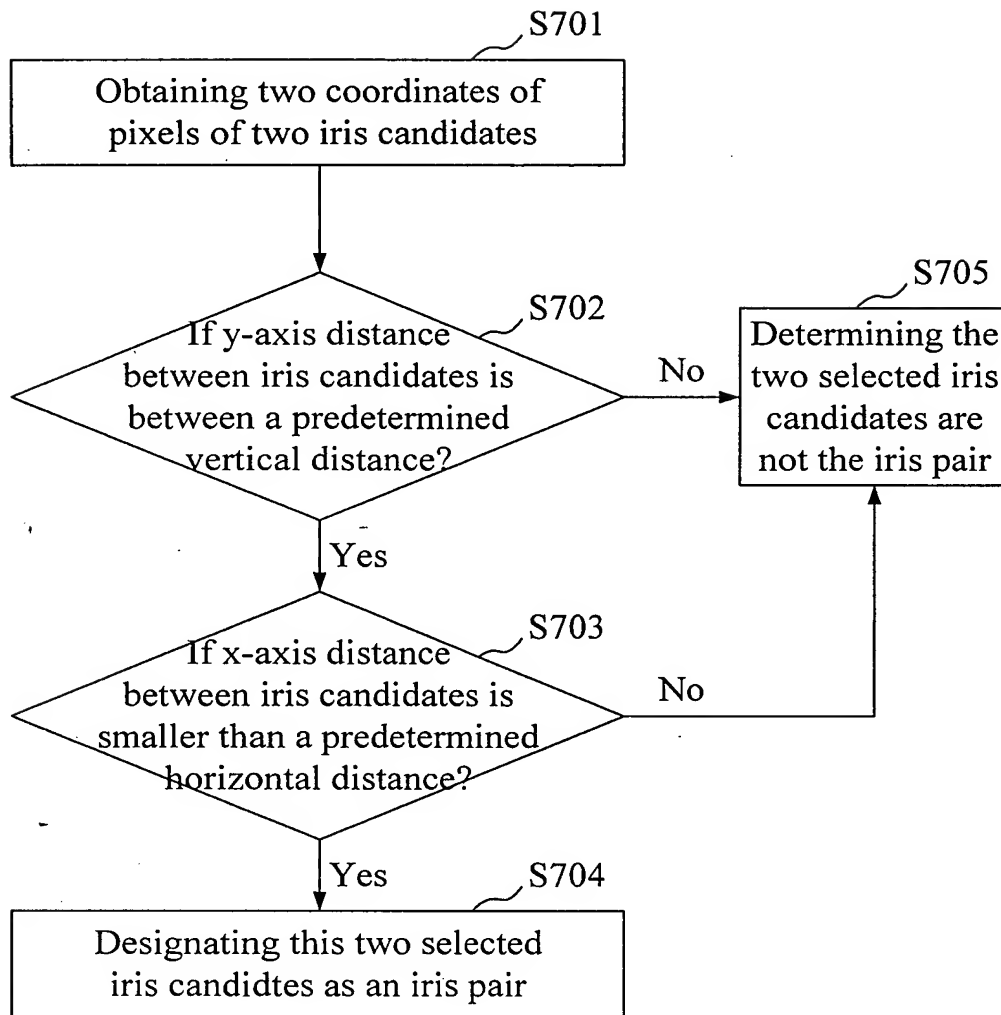 S701
Obtaining two coordinates of
pixels of two iris candidates
S702
If y-axis distance
between iris candidates is
between a predetermined
vertical distance?
No
S705
Determining the
two selected iris
candidates are
not the iris pair
Yes
S703
If x-axis distance
between iris candidates is
smaller than a predetermined
horizontal distance?
No
Yes
S704
Designating this two selected
iris candidtes as an iris pair